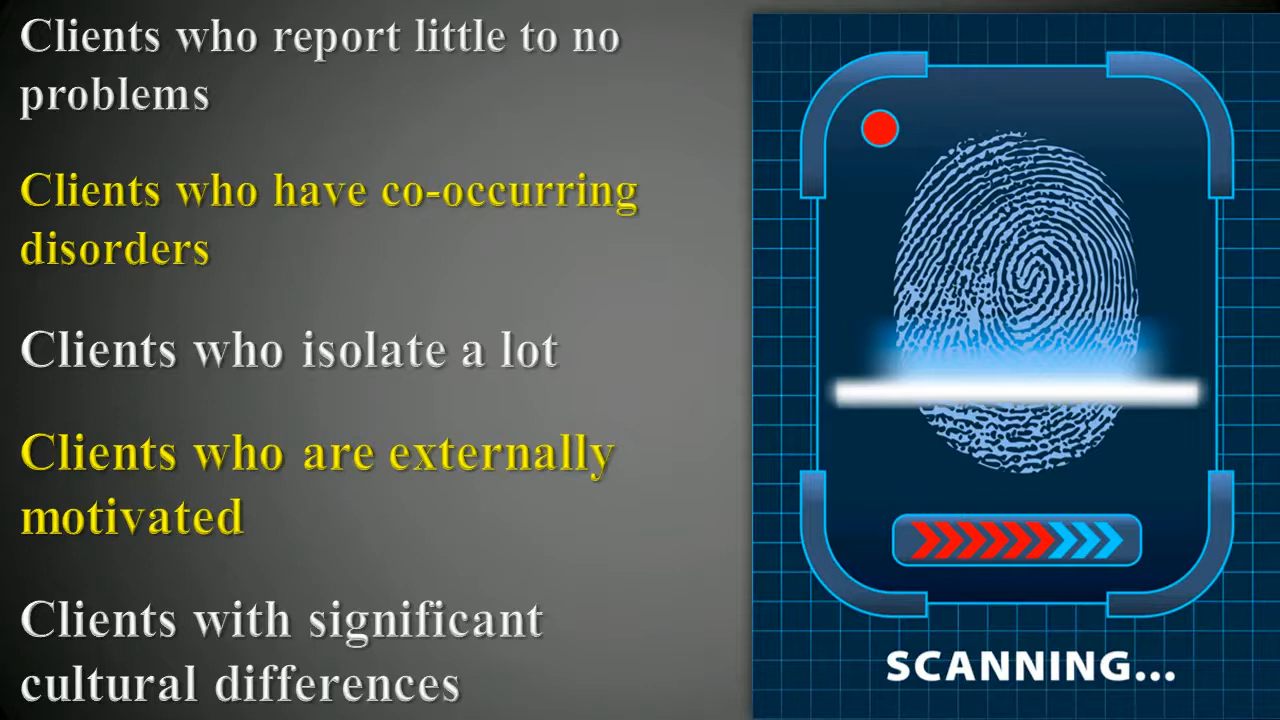 Clients who report little to no
problems
Clients who have co-occurring
disorders
Clients who isolate a lot
Clients who are externally
motivated
Clients with significant
cultural differences
SCANNING...